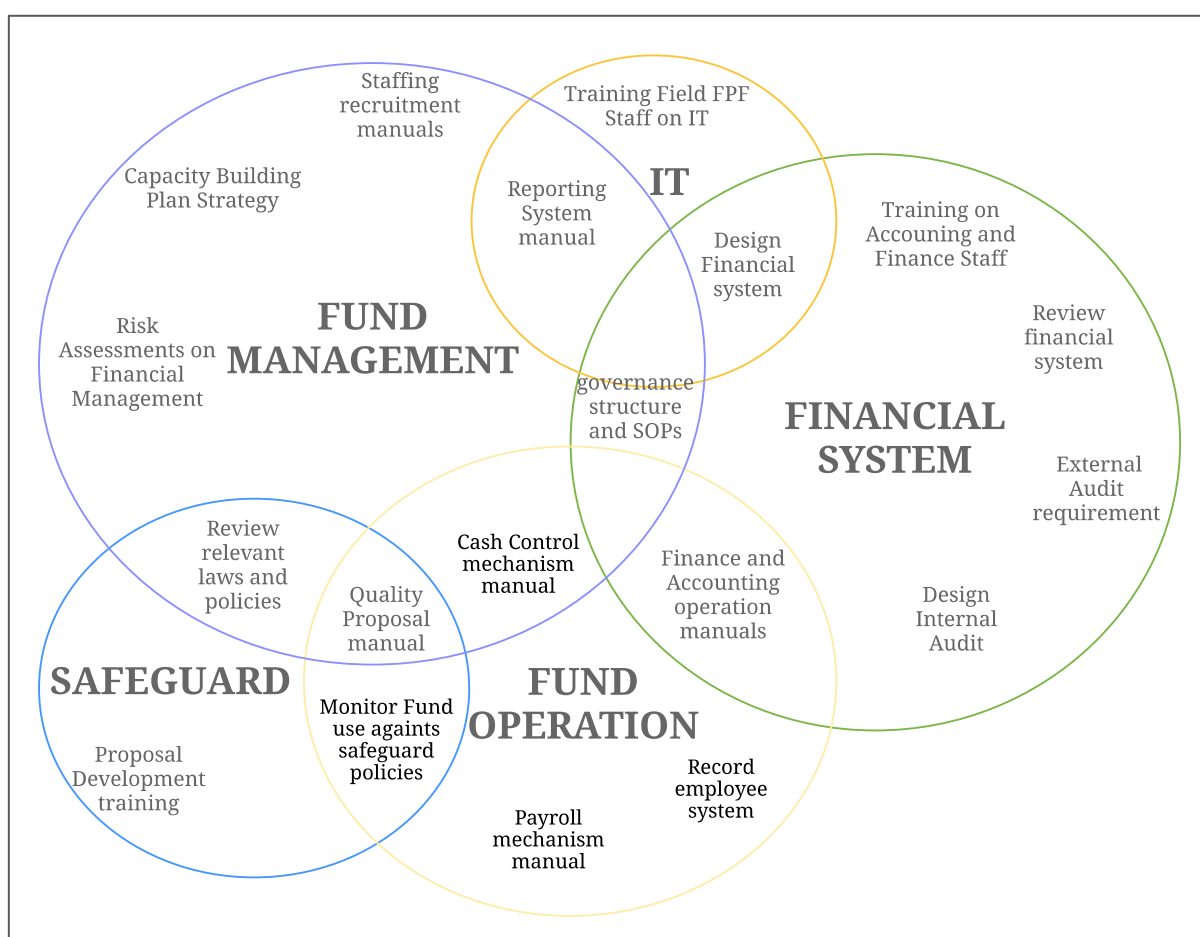 Staffing
recruitment
manuals
Training Field FPF
Staff on IT
Capacity Building
Plan Strategy
IT
Reporting
System
manual
Training on
Accouning and
Finance Staff
Design
Financial
system
FUND
MANAGEMENT
Risk
Assessments on
Financial
Management
Review
financial
system
governance
structure
and SOPs
FINANCIAL
SYSTEM
External
Audit
requirement
Review
relevant
laws and
policies
Cash Control
mechanism
manual
Finance and
Accounting
operation
manuals
Quality
Proposal
manual
Design
Internal
Audit
SAFEGUARD
FUND
OPERATION
Monitor Fund
use againts
safeguard
policies
Proposal
Development
training
Record
employee
system
Payroll
mechanism
manual